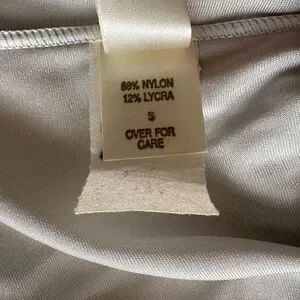 88% NYLON
12% LYCRA
S
OVER FOR
CARE